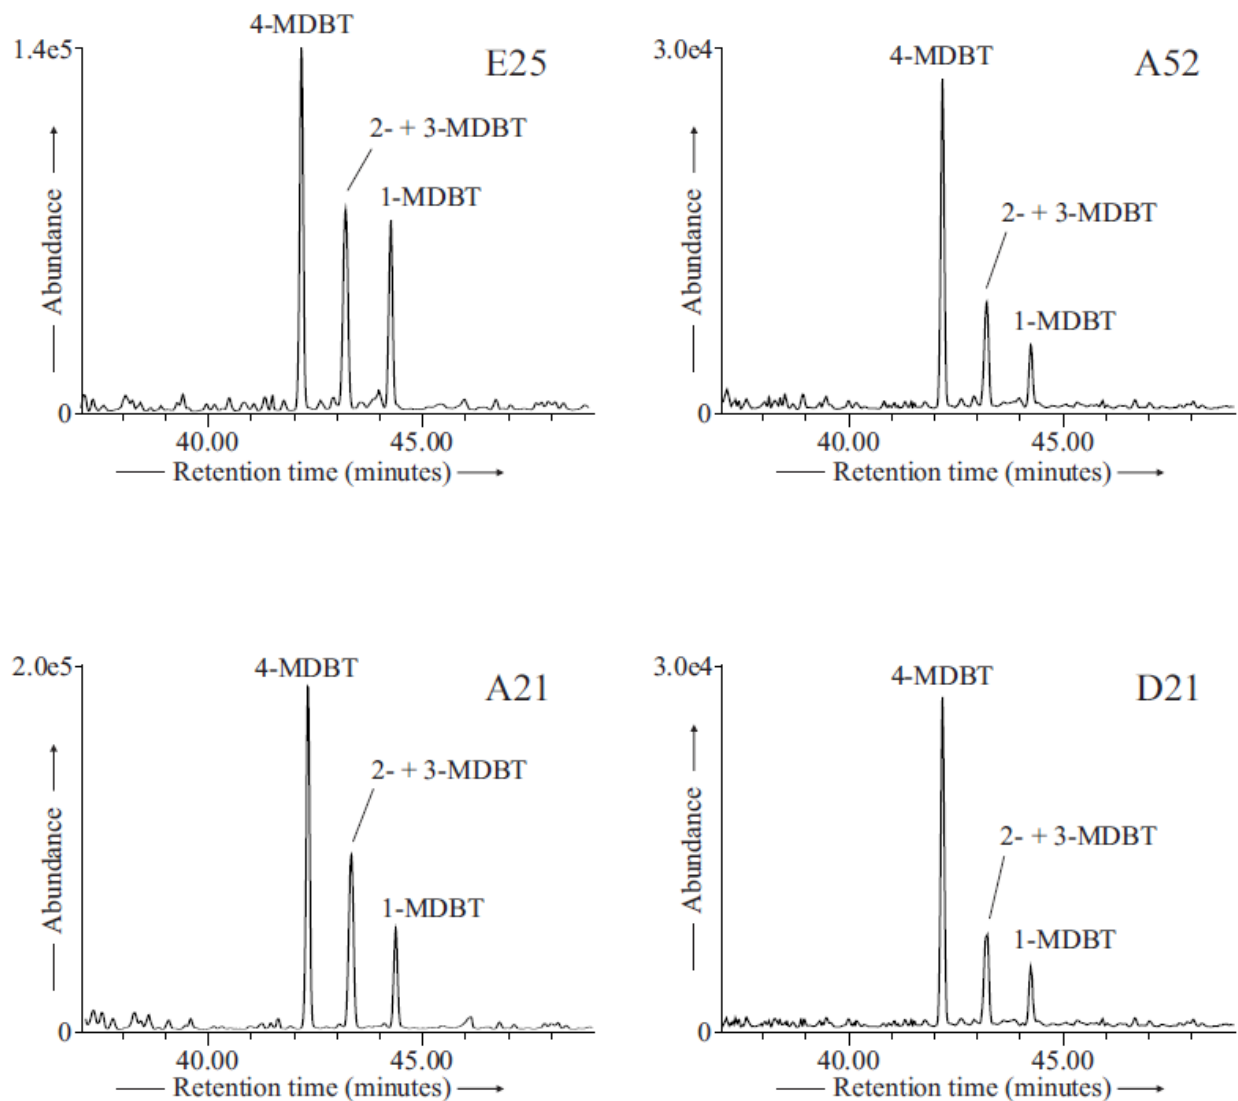 4-MDBT
1.4e5
E25
2- + 3-MDBT
1-MDBT
Abundance
0
40.00 45.00
Retention time (minutes)
3.0e4
4-MDBT
A52
2- + 3-MDBT
1-MDBT
Abundance
0
40.00 45.00
Retention time (minutes)
2.0e5
4-MDBT
A21
2- + 3-MDBT
1-MDBT
Abundance
0
40.00 45.00
Retention time (minutes)
3.0e4
4-MDBT
D21
2- + 3-MDBT
1-MDBT
Abundance
0
40.00 45.00
Retention time (minutes)